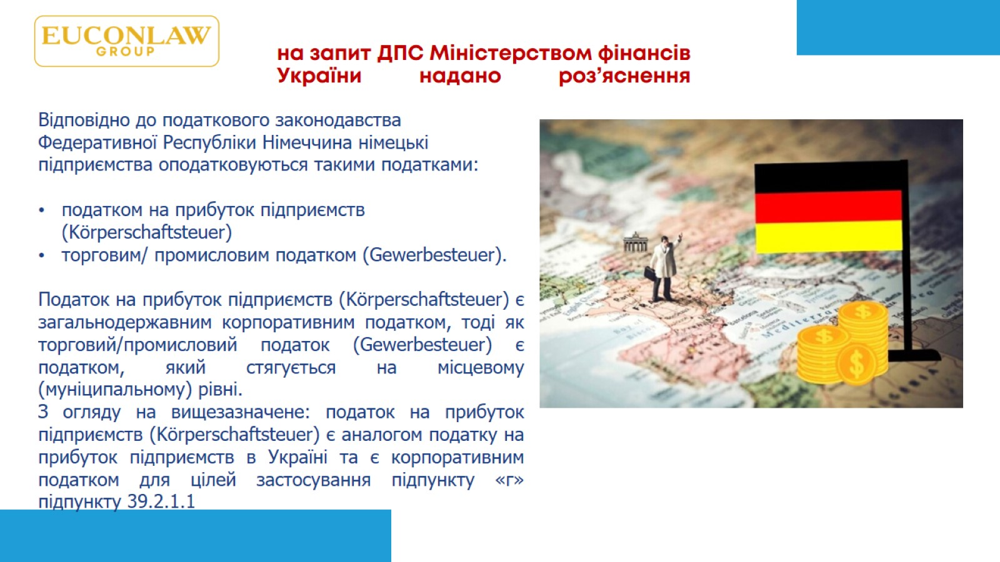 EUCONLAW
GROUP
на запит ДПС Міністерством фінансів
України надано роз’яснення
Відповідно до податкового законодавства
Федеративної Республіки Німеччина німецькі
підприємства оподатковуються такими податками:
• податком на прибуток підприємств
(Körperschaftsteuer)
• торговим/ промисловим податком (Gewerbesteuer).
Податок на прибуток підприємств (Körperschaftsteuer) є
загальнодержавним корпоративним податком, тоді як
торговий/промисловий податок (Gewerbesteuer) є
податком, який стягується на місцевому
(муніципальному) рівні.
З огляду на вищезазначене: податок на прибуток
підприємств (Körperschaftsteuer) є аналогом податку на
прибуток підприємств в Україні та є корпоративним
податком для цілей застосування підпункту «г»
підпункту 39.2.1.1